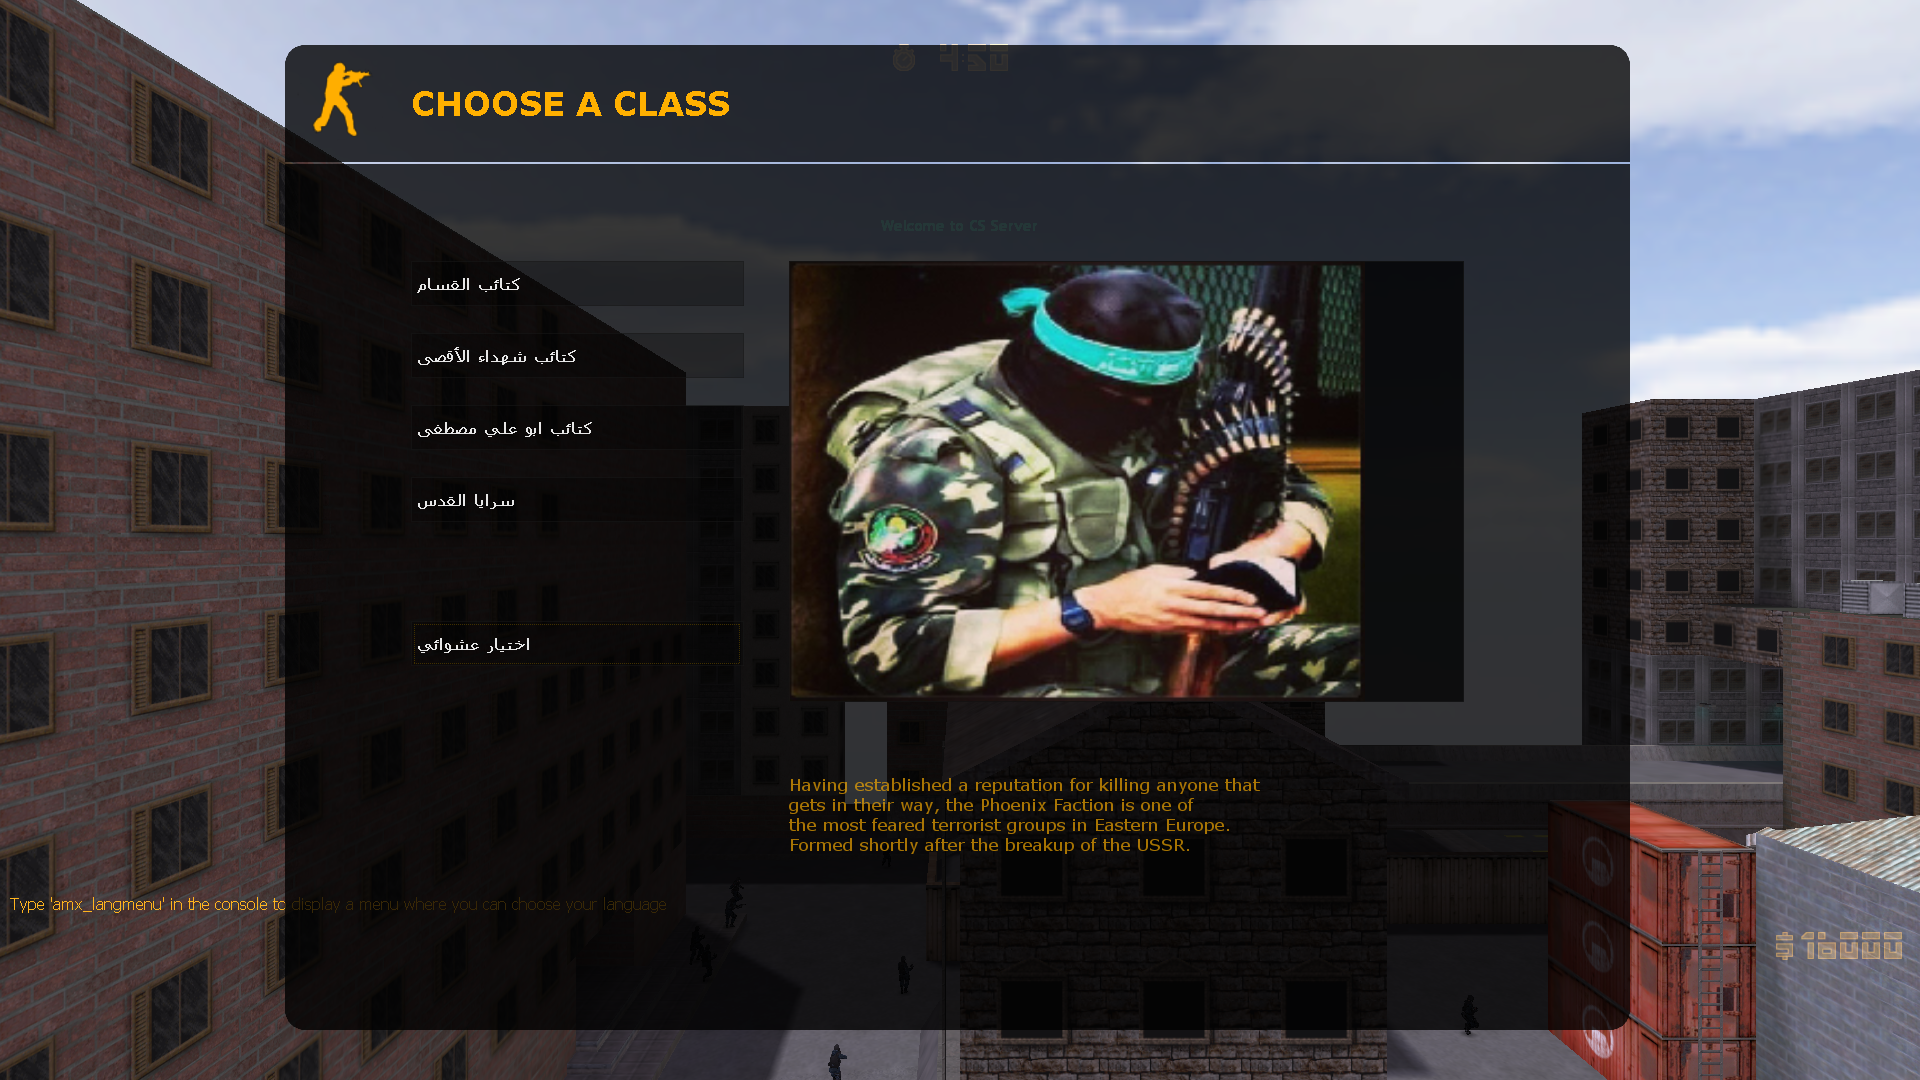 4:50
CHOOSE A CLASS
Welcome to CS Server
كتائب القسام
كتائب شهداء الأقصى
كتائب ابو علي مصطفى
سرايا القدس
اختيار عشوائي
Having established a reputation for killing anyone that
gets in their way, the Phoenix Faction is one of
the most feared terrorist groups in Eastern Europe.
Formed shortly after the breakup of the USSR.
Type 'amx_langmenu' in the console to display a menu where you can choose your language
$ 16000